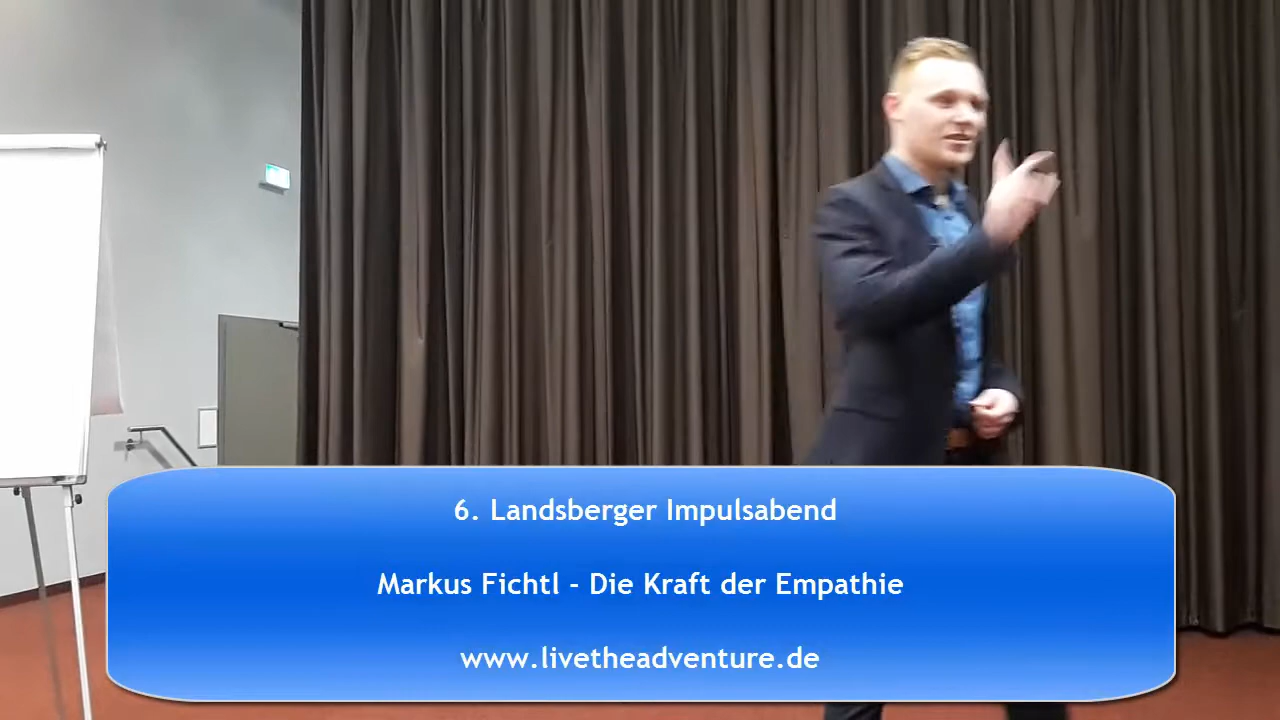 6. Landsberger Impulsabend
Markus Fichtl - Die Kraft der Empathie
www.livetheadventure.de